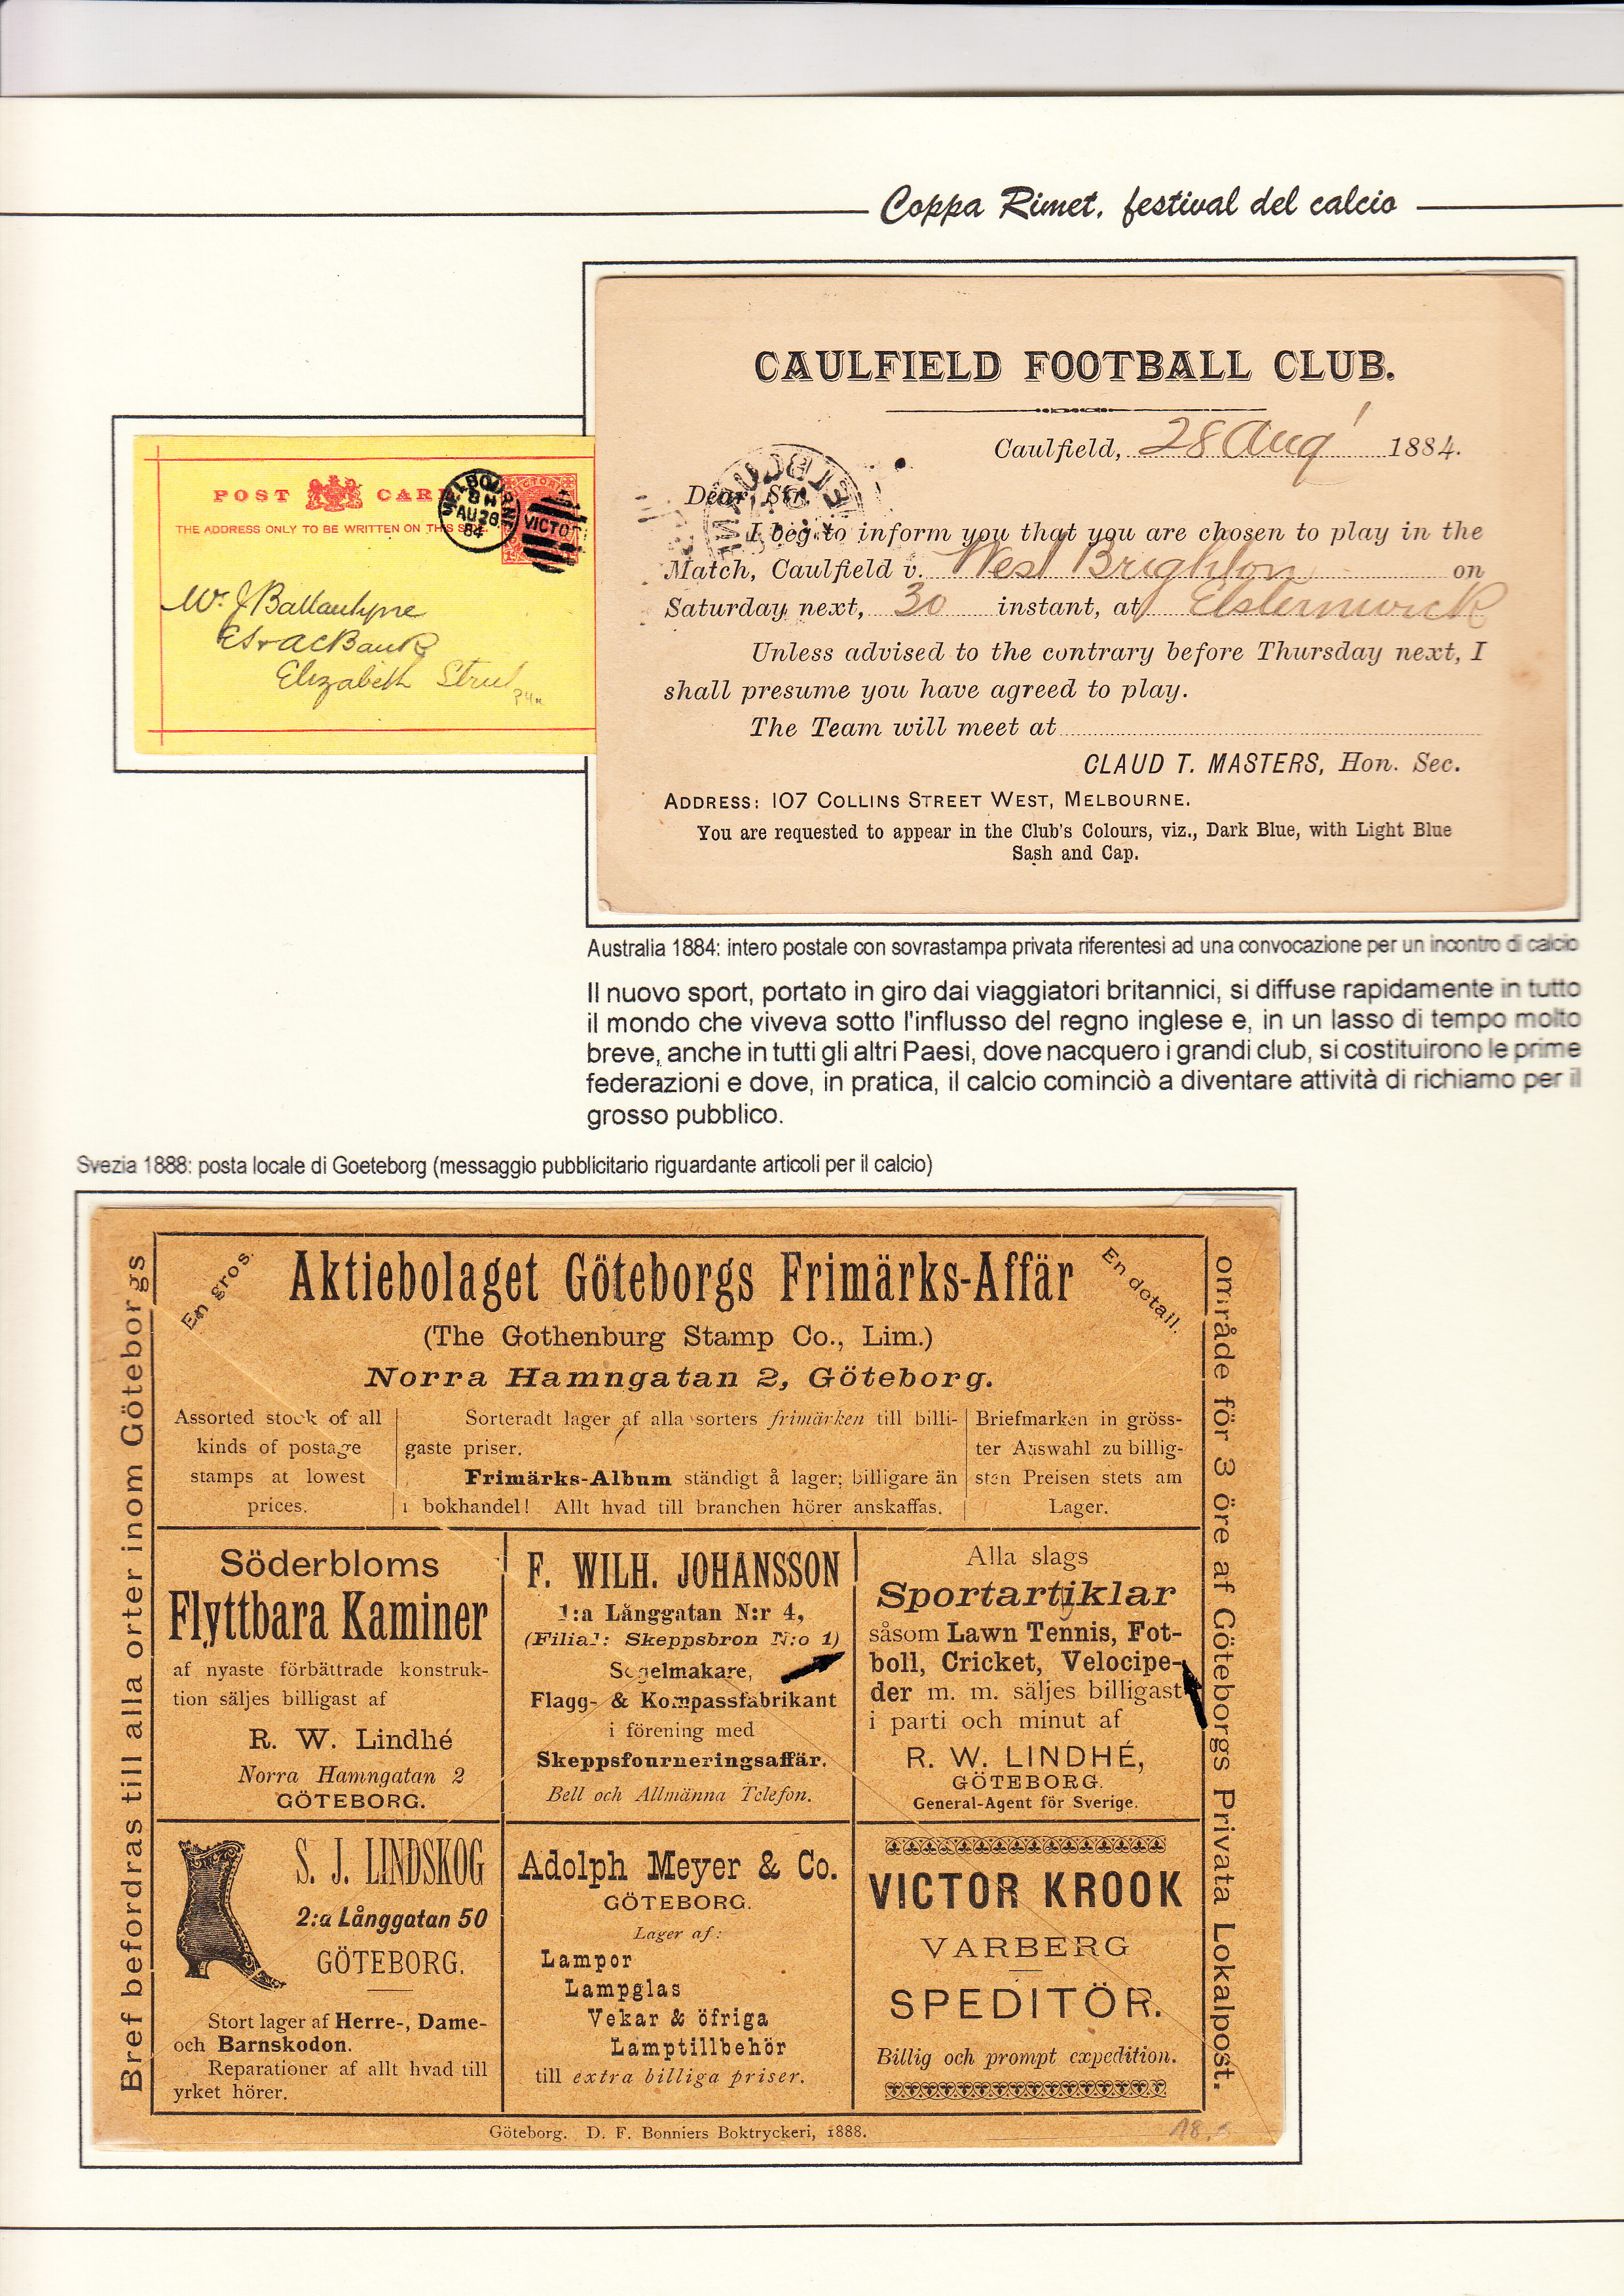 Coppa Rimet, festival del calcio
CAULFIELD FOOTBALL CLUB.
Caulfield, 28 Aug' 1884.
Dear Sir,
I beg to inform you that you are chosen to play in the
Match, Caulfield v. West Brighton on
Saturday next, 30 instant, at Elsternwick
Unless advised to the contrary before Thursday next, I
shall presume you have agreed to play.
The Team will meet at
CLAUD T. MASTERS, Hon. Sec.
ADDRESS: 107 COLLINS STREET WEST, MELBOURNE.
You are requested to appear in the Club's Colours, viz., Dark Blue, with Light Blue
Sash and Cap.
POST CARD
THE ADDRESS ONLY TO BE WRITTEN ON THIS SIDE
MELBOURNE
8 H
AU 28
84
VICTORIA
VICTO
Mr. J Ballantyne
ES & AC Bank
Elizabeth Street
Australia 1884: intero postale con sovrastampa privata riferentesi ad una convocazione per un incontro di calcio
Il nuovo sport, portato in giro dai viaggiatori britannici, si diffuse rapidamente in tutto
il mondo che viveva sotto l'influsso del regno inglese e, in un lasso di tempo molto
breve, anche in tutti gli altri Paesi, dove nacquero i grandi club, si costituirono le prime
federazioni e dove, in pratica, il calcio cominciò a diventare attività di richiamo per il
grosso pubblico.
Svezia 1888: posta locale di Goeteborg (messaggio pubblicitario riguardante articoli per il calcio)
Bref befordras till alla orter inom Göteborgs
En gros.
Aktiebolaget Göteborgs Frimärks-Affär
En detail.
(The Gothenburg Stamp Co., Lim.)
Norra Hamngatan 2, Göteborg.
Assorted stock of all
kinds of postage
stamps at lowest
prices.
Sorteradt lager af alla sorters frimärken till billi-
gaste priser.
Frimärks-Album ständigt å lager; billigare än
i bokhandel! Allt hvad till branchen hörer anskaffas.
Briefmarken in gröss-
ter Auswahl zu billig-
sten Preisen stets am
Lager.
Söderbloms
Flyttbara Kaminer
af nyaste förbättrade konstruk-
tion säljes billigast af
R. W. Lindhé
Norra Hamngatan 2
GÖTEBORG.
F. WILH. JOHANSSON
1:a Långgatan N:r 4,
(Filial: Skeppsbron N:o 1)
Segelmakare,
Flagg- & Kompassfabrikant
i förening med
Skeppsfourneringsaffär.
Bell och Allmänna Telefon.
Alla slags
Sportartiklar
såsom Lawn Tennis, Fot-
boll, Cricket, Velocipe-
der m. m. säljes billigast
i parti och minut af
R. W. LINDHÉ,
GÖTEBORG.
General-Agent för Sverige.
S. J. LINDSKOG
2:a Långgatan 50
GÖTEBORG.
Stort lager af Herre-, Dame-
och Barnskodon.
Reparationer af allt hvad till
yrket hörer.
Adolph Meyer & Co.
GÖTEBORG.
Lager af:
Lampor
Lampglas
Vekar & öfriga
Lamptillbehör
till extra billiga priser.
VICTOR KROOK
VARBERG
SPEDITÖR.
Billig och prompt expedition.
område för 3 öre af Göteborgs Privata Lokalpost.
Göteborg. D. F. Bonniers Boktryckeri, 1888.